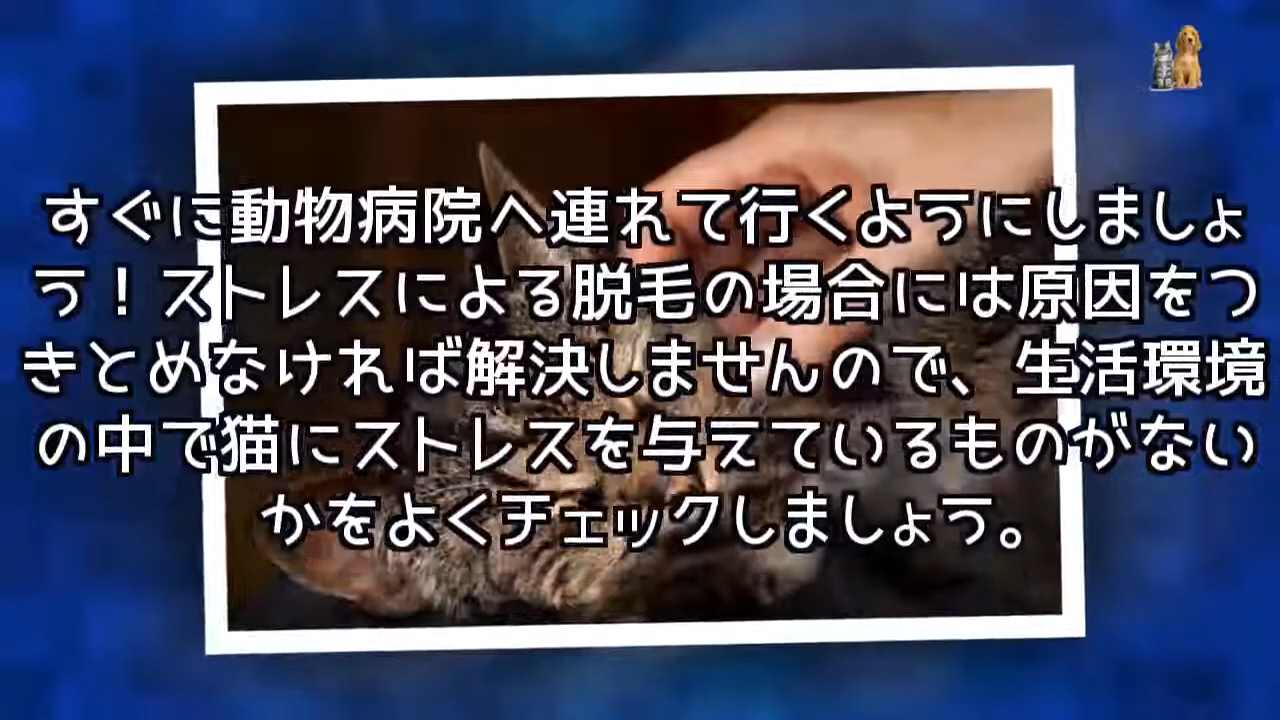 すぐに動物病院へ連れて行くようにしましょ
う！ストレスによる脱毛の場合には原因をつ
きとめなければ解決しませんので、生活環境
の中で猫にストレスを与えているものがない
かをよくチェックしましょう。